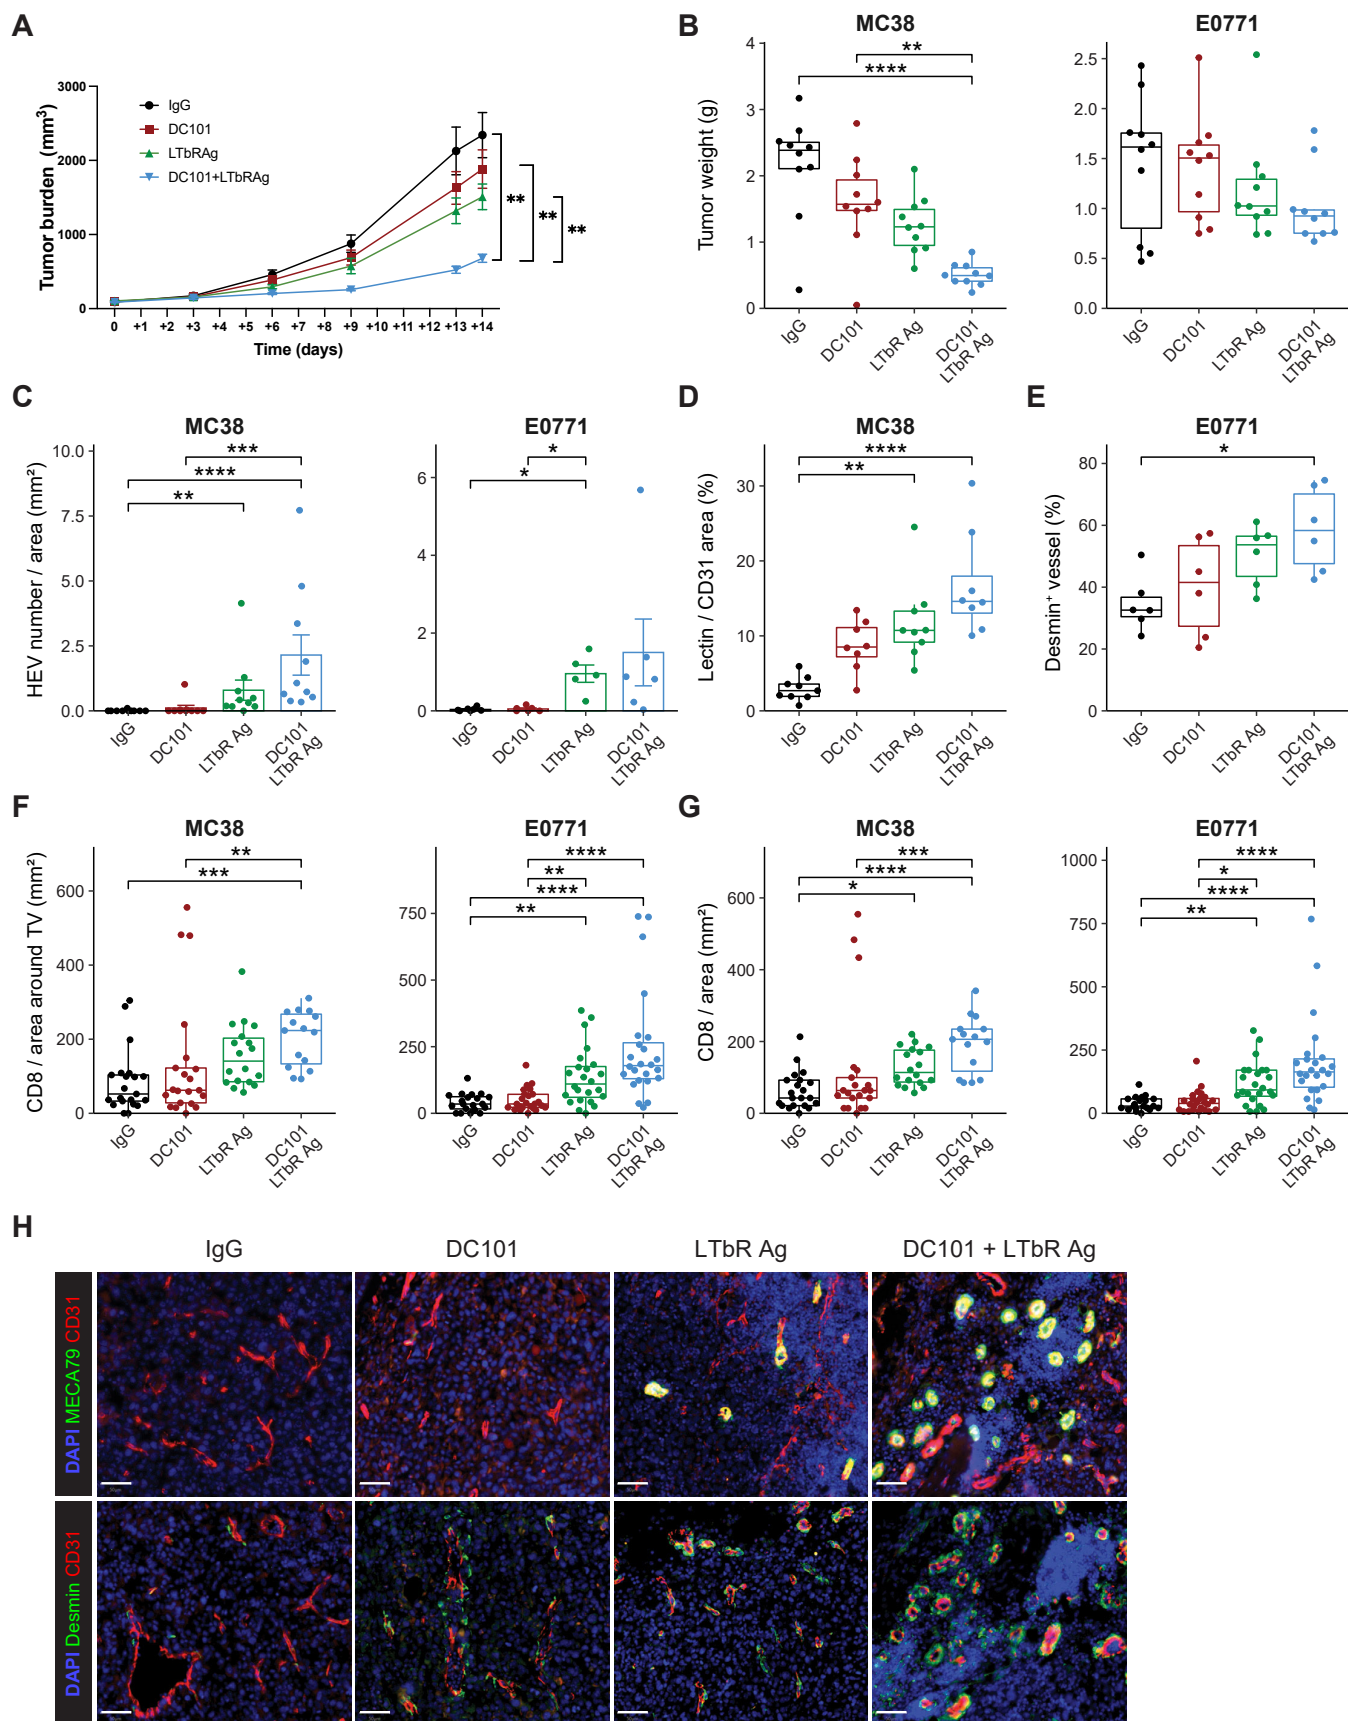 A
Tumor burden (mm³)
3000
2000
1000
0
IgG
DC101
LTbRAg
DC101+LTbRAg
**
**
**
0 +1 +2 +3 +4 +5 +6 +7 +8 +9 +10 +11 +12 +13 +14
Time (days)
B
MC38
Tumor weight (g)
4
3
2
1
0
**
****
IgG
DC101
LTbR Ag
DC101
LTbR Ag
E0771
2.5
2.0
1.5
1.0
0.5
0.0
IgG
DC101
LTbR Ag
DC101
LTbR Ag
C
MC38
HEV number / area (mm²)
10.0
7.5
5.0
2.5
0.0
***
****
**
IgG
DC101
LTbR Ag
DC101
LTbR Ag
E0771
6
4
2
0
*
*
IgG
DC101
LTbR Ag
DC101
LTbR Ag
D
MC38
Lectin / CD31 area (%)
30
20
10
0
****
**
IgG
DC101
LTbR Ag
DC101
LTbR Ag
E
E0771
Desmin⁺ vessel (%)
80
60
40
20
0
*
IgG
DC101
LTbR Ag
DC101
LTbR Ag
F
MC38
CD8 / area around TV (mm²)
600
400
200
0
**
***
IgG
DC101
LTbR Ag
DC101
LTbR Ag
E0771
750
500
250
0
****
**
****
**
IgG
DC101
LTbR Ag
DC101
LTbR Ag
G
MC38
CD8 / area (mm²)
600
400
200
0
***
****
*
IgG
DC101
LTbR Ag
DC101
LTbR Ag
E0771
1000
750
500
250
0
****
*
****
**
IgG
DC101
LTbR Ag
DC101
LTbR Ag
H
IgG
DC101
LTbR Ag
DC101 + LTbR Ag
DAPI MECA79 CD31
DAPI Desmin CD31